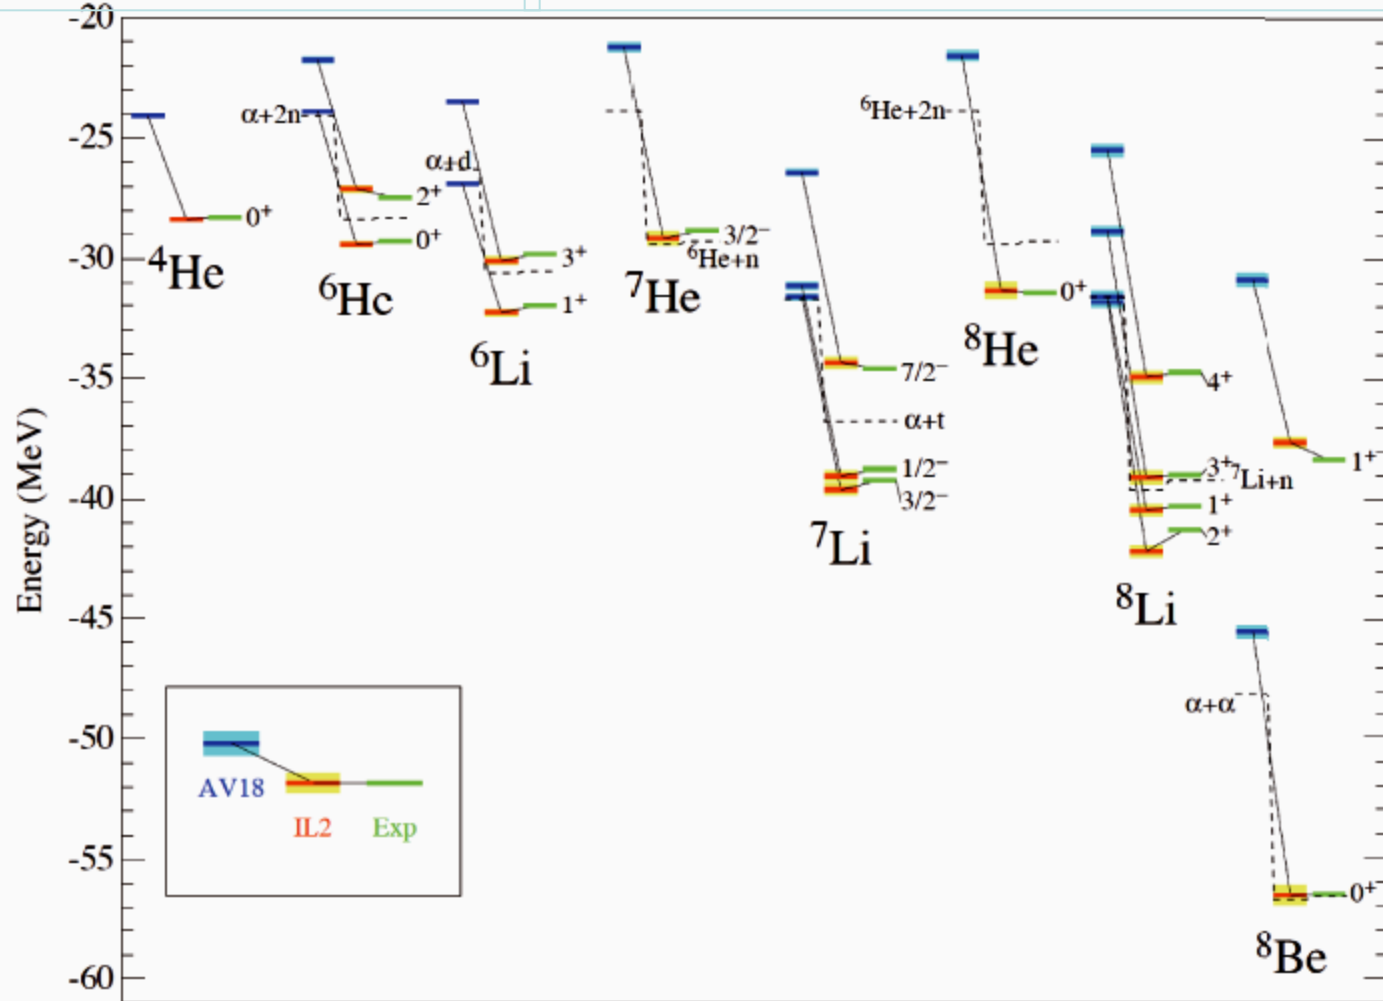 -20
-25
-30
-35
-40
-45
-50
-55
-60
Energy (MeV)
0⁺
⁴He
α+2n
2⁺
0⁺
⁶Hc
α+d
3⁺
1⁺
⁶Li
3/2⁻
⁶He+n
⁷He
7/2⁻
α+t
1/2⁻
3/2⁻
⁷Li
⁶He+2n
0⁺
⁸He
4⁺
3⁺
⁷Li+n
1⁺
2⁺
⁸Li
1⁺
α+α
0⁺
⁸Be
AV18
IL2
Exp